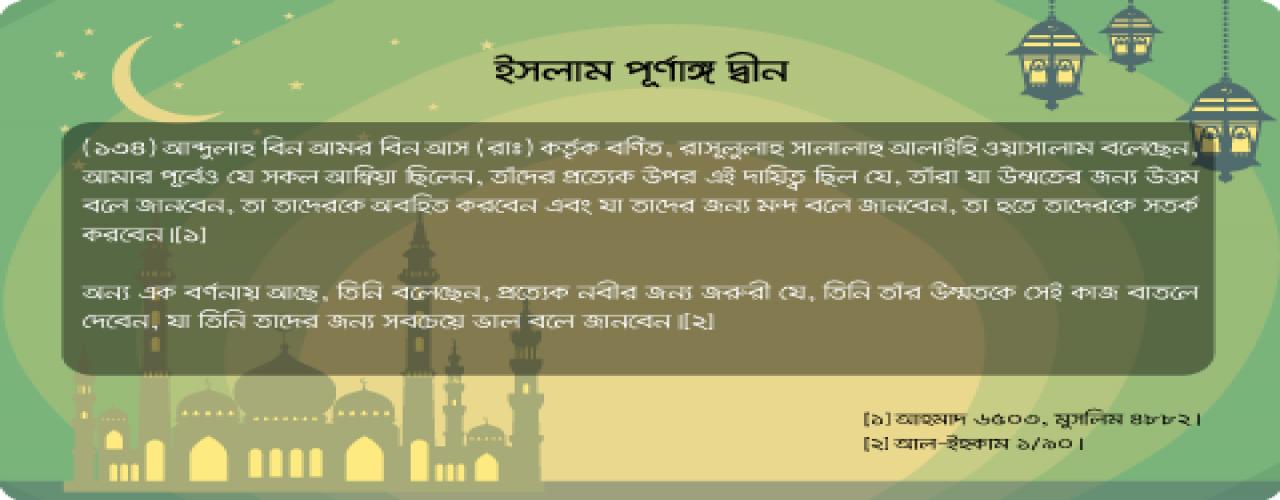 ইসলাম পূর্ণাঙ্গ দ্বীন
(১৩৪) আব্দুলাহ বিন আমর বিন আস (রাঃ) কর্তৃক বর্ণিত, রাসূলুলাহ সালালাহু আলাইহি ওয়াসালাম বলেছেন,
আমার পূর্বেও যে সকল আম্বিয়া ছিলেন, তাঁদের প্রত্যেক উপর এই দায়িত্ব ছিল যে, তাঁরা যা উম্মতের জন্য উত্তম
বলে জানবেন, তা তাদেরকে অবহিত করবেন এবং যা তাদের জন্য মন্দ বলে জানবেন, তা হতে তাদেরকে সতর্ক
করবেন।[১]
অন্য এক বর্ণনায় আছে, তিনি বলেছেন, প্রত্যেক নবীর জন্য জরুরী যে, তিনি তাঁর উম্মতকে সেই কাজ বাতলে
দেবেন, যা তিনি তাদের জন্য সবচেয়ে ভাল বলে জানবেন।[২]
[১] আহমাদ ৬৫০৩, মুসলিম ৪৮৮২।
[২] আল-ইহকাম ১/৯০।